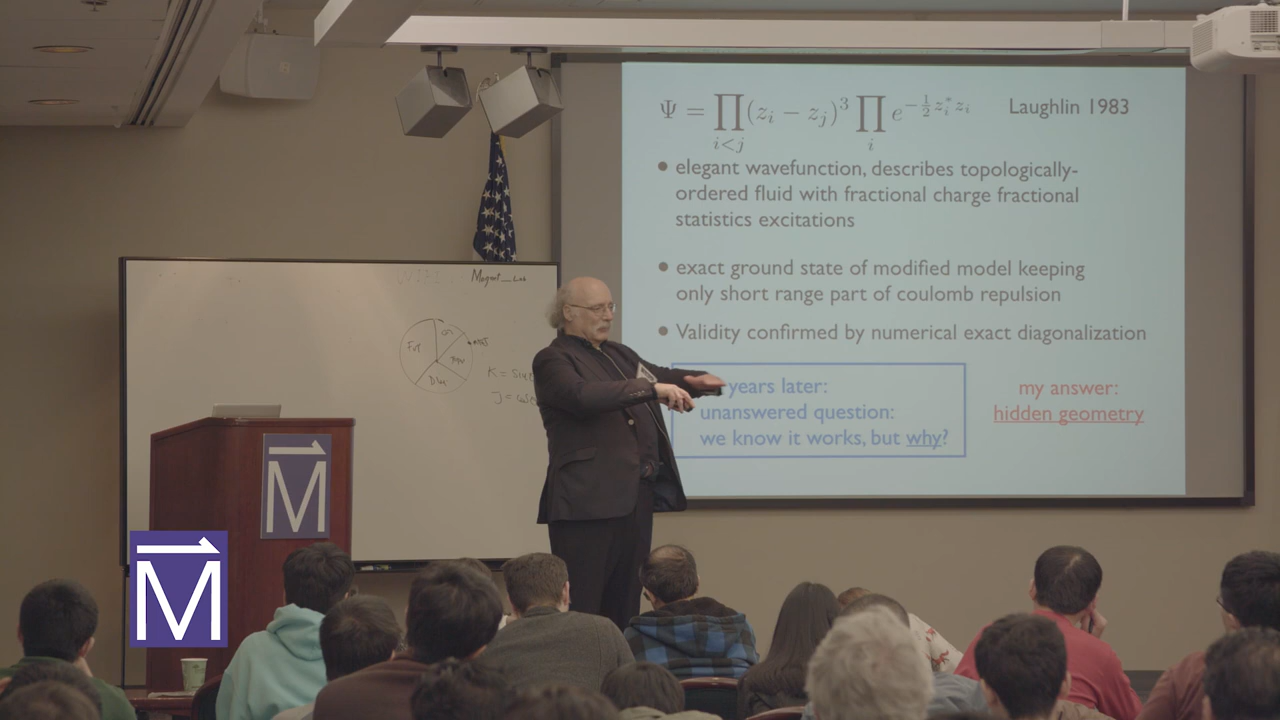 Ψ = ∏_{i<j} (z_i − z_j)^3 ∏_i e^{−½ z_i^* z_i} Laughlin 1983
• elegant wavefunction, describes topologically-
ordered fluid with fractional charge fractional
statistics excitations
• exact ground state of modified model keeping
only short range part of coulomb repulsion
• Validity confirmed by numerical exact diagonalization
years later:
unanswered question:
we know it works, but why?
my answer:
hidden geometry
Magnet_Lab
K =
J =
M
M